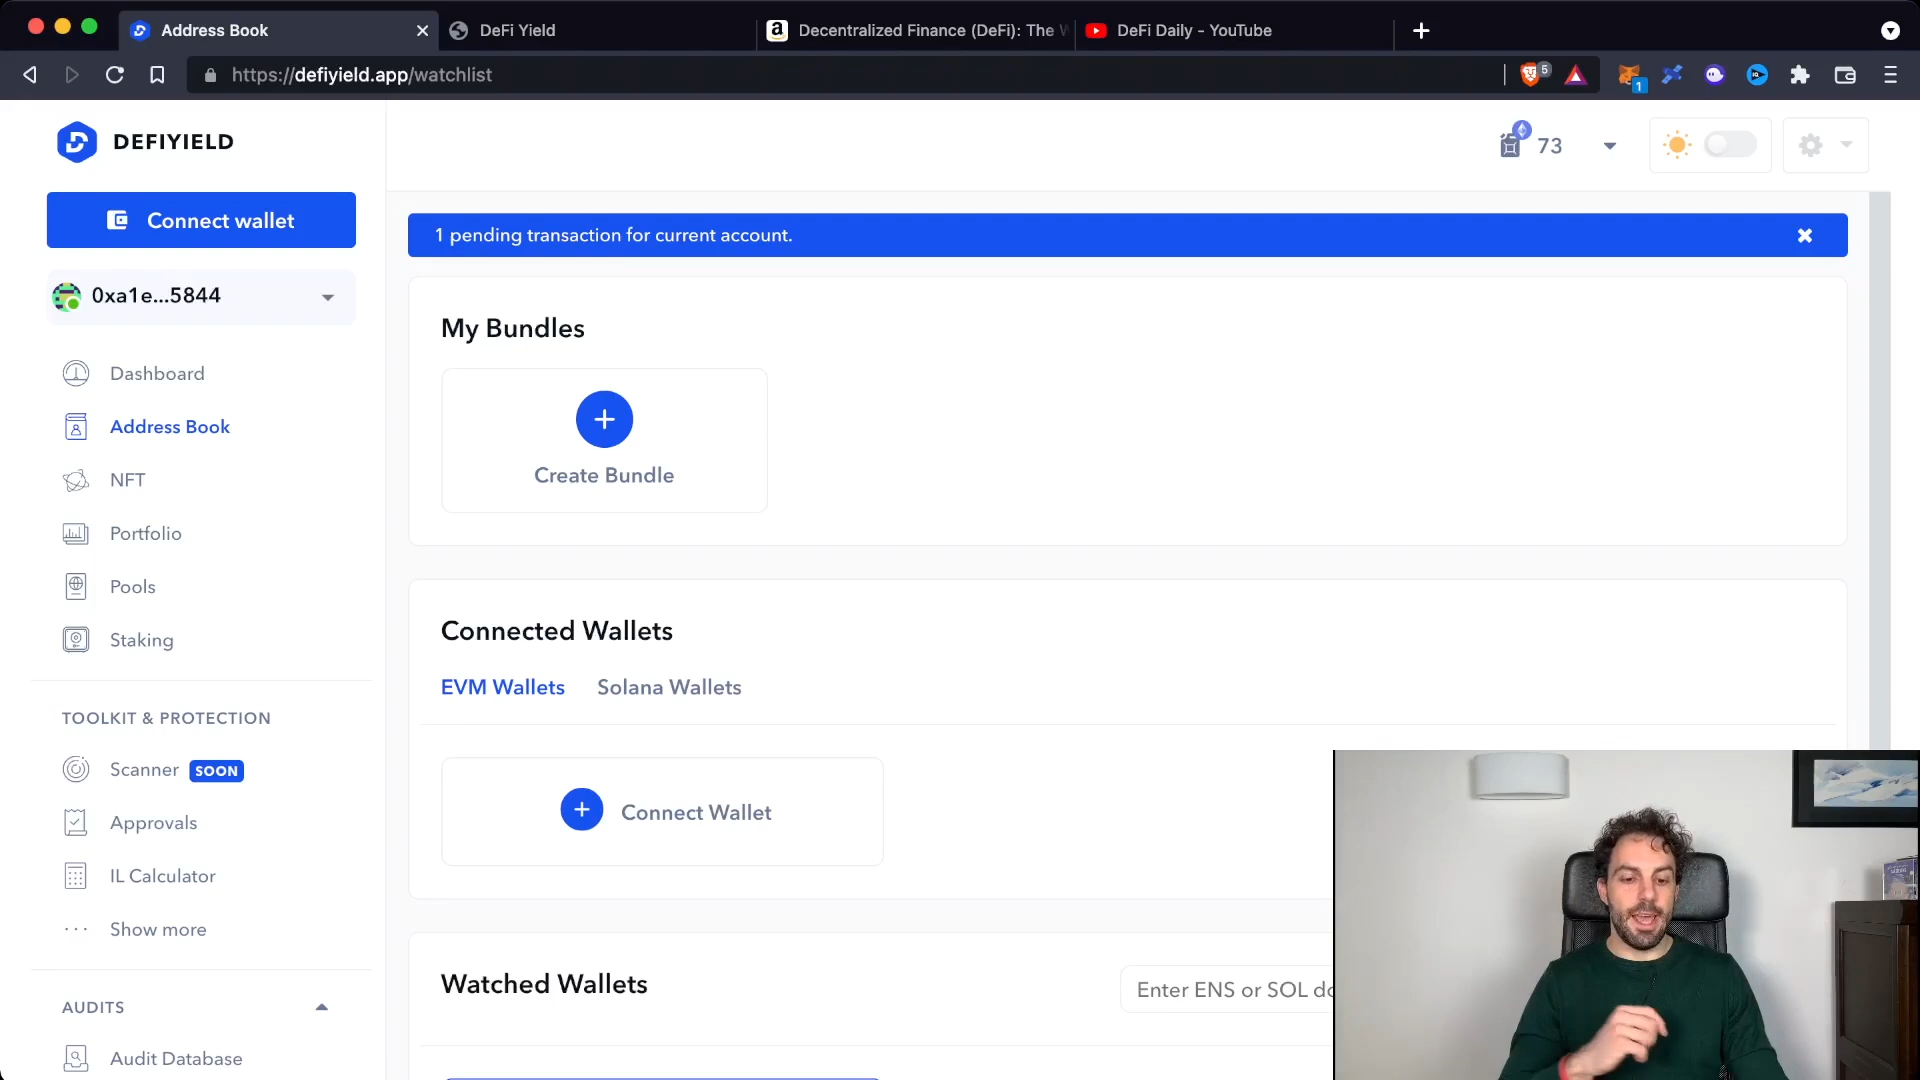 Address Book
DeFi Yield
Decentralized Finance (DeFi): The W
DeFi Daily - YouTube
https://defiyield.app/watchlist
5
1
DEFIYIELD
73
Connect wallet
1 pending transaction for current account.
0xa1e...5844
My Bundles
Dashboard
Create Bundle
Address Book
NFT
Portfolio
Pools
Staking
Connected Wallets
EVM Wallets
Solana Wallets
TOOLKIT & PROTECTION
Scanner SOON
Connect Wallet
Approvals
IL Calculator
Show more
Watched Wallets
Enter ENS or SOL do
AUDITS
Audit Database